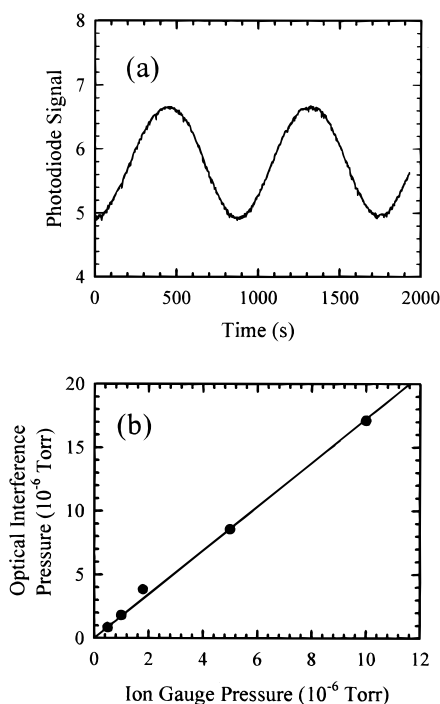 (a)
Photodiode Signal
8
7
6
5
4
0 500 1000 1500 2000
Time (s)
(b)
Optical Interference
Pressure (10⁻⁶ Torr)
20
15
10
5
0
0 2 4 6 8 10 12
Ion Gauge Pressure (10⁻⁶ Torr)